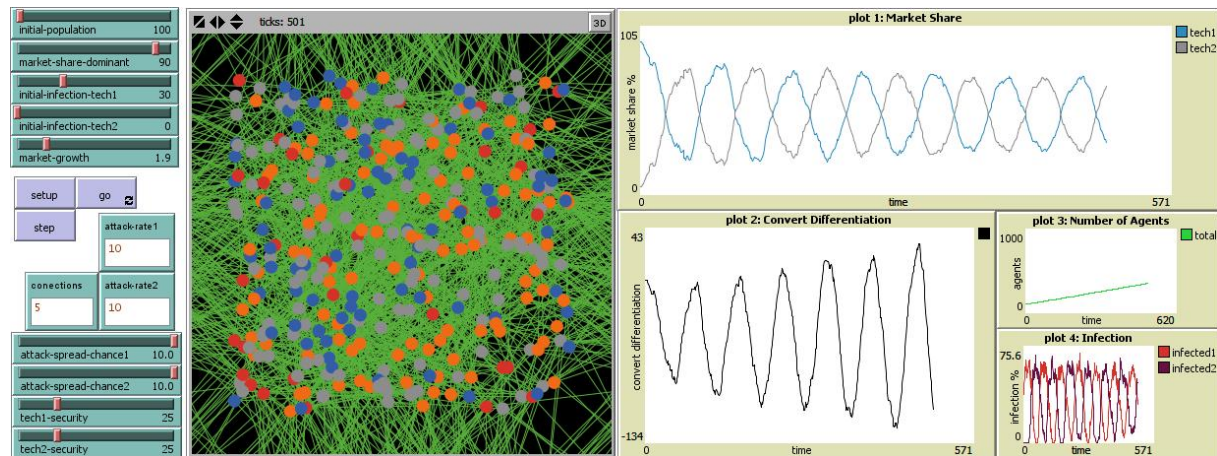 initial-population 100
market-share-dominant 90
initial-infection-tech1 30
initial-infection-tech2 0
market-growth 1.9
setup
go
step
attack-rate1
10
conections
5
attack-rate2
10
attack-spread-chance1 10.0
attack-spread-chance2 10.0
tech1-security 25
tech2-security 25
ticks: 501
3D
plot 1: Market Share
105
market share %
0
0
time
571
tech1
tech2
plot 2: Convert Differentiation
43
convert differentiation
-134
0
time
571
plot 3: Number of Agents
1000
agents
0
0
time
620
total
plot 4: Infection
75.6
infection %
0
0
time
571
infected1
infected2